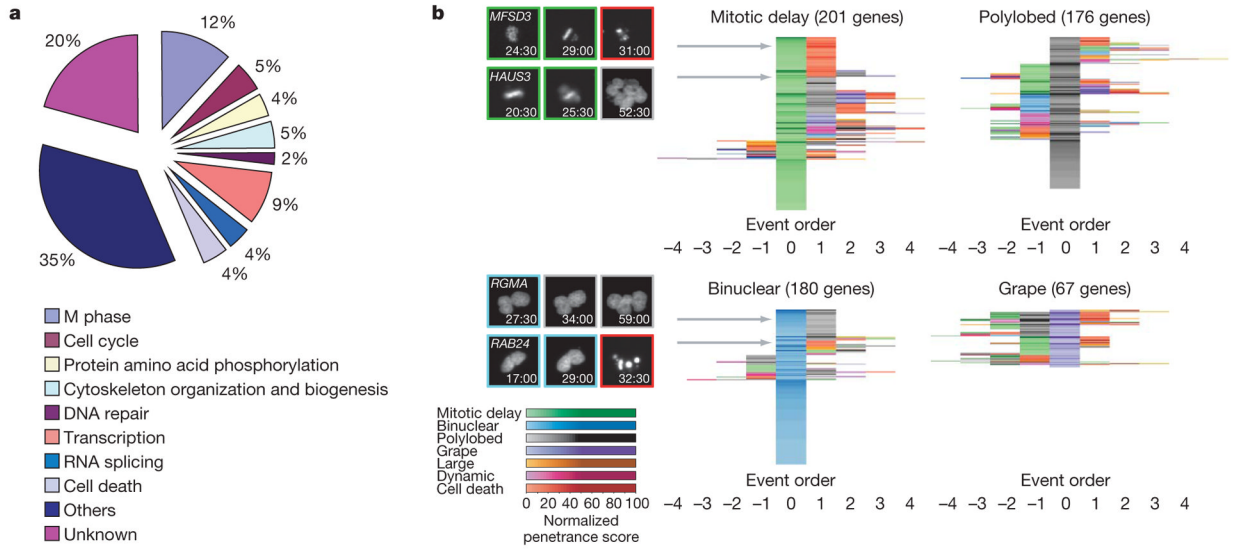 a
12%
5%
4%
5%
2%
9%
4%
4%
35%
20%
M phase
Cell cycle
Protein amino acid phosphorylation
Cytoskeleton organization and biogenesis
DNA repair
Transcription
RNA splicing
Cell death
Others
Unknown
b
MFSD3
24:30 29:00 31:00
HAUS3
20:30 25:30 52:30
Mitotic delay (201 genes)
Event order
−4 −3 −2 −1 0 1 2 3 4
Polylobed (176 genes)
Event order
−4 −3 −2 −1 0 1 2 3 4
RGMA
27:30 34:00 59:00
RAB24
17:00 29:00 32:30
Binuclear (180 genes)
Event order
−4 −3 −2 −1 0 1 2 3 4
Grape (67 genes)
Event order
−4 −3 −2 −1 0 1 2 3 4
Mitotic delay
Binuclear
Polylobed
Grape
Large
Dynamic
Cell death
0 20 40 60 80 100
Normalized
penetrance score